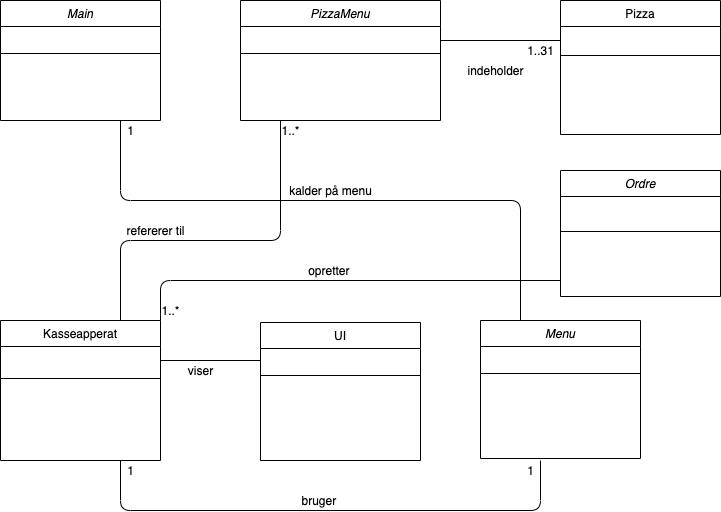 Main
PizzaMenu
Pizza
1..31
indeholder
1
1..*
kalder på menu
Ordre
refererer til
opretter
1..*
Kasseapperat
UI
Menu
viser
1
1
bruger